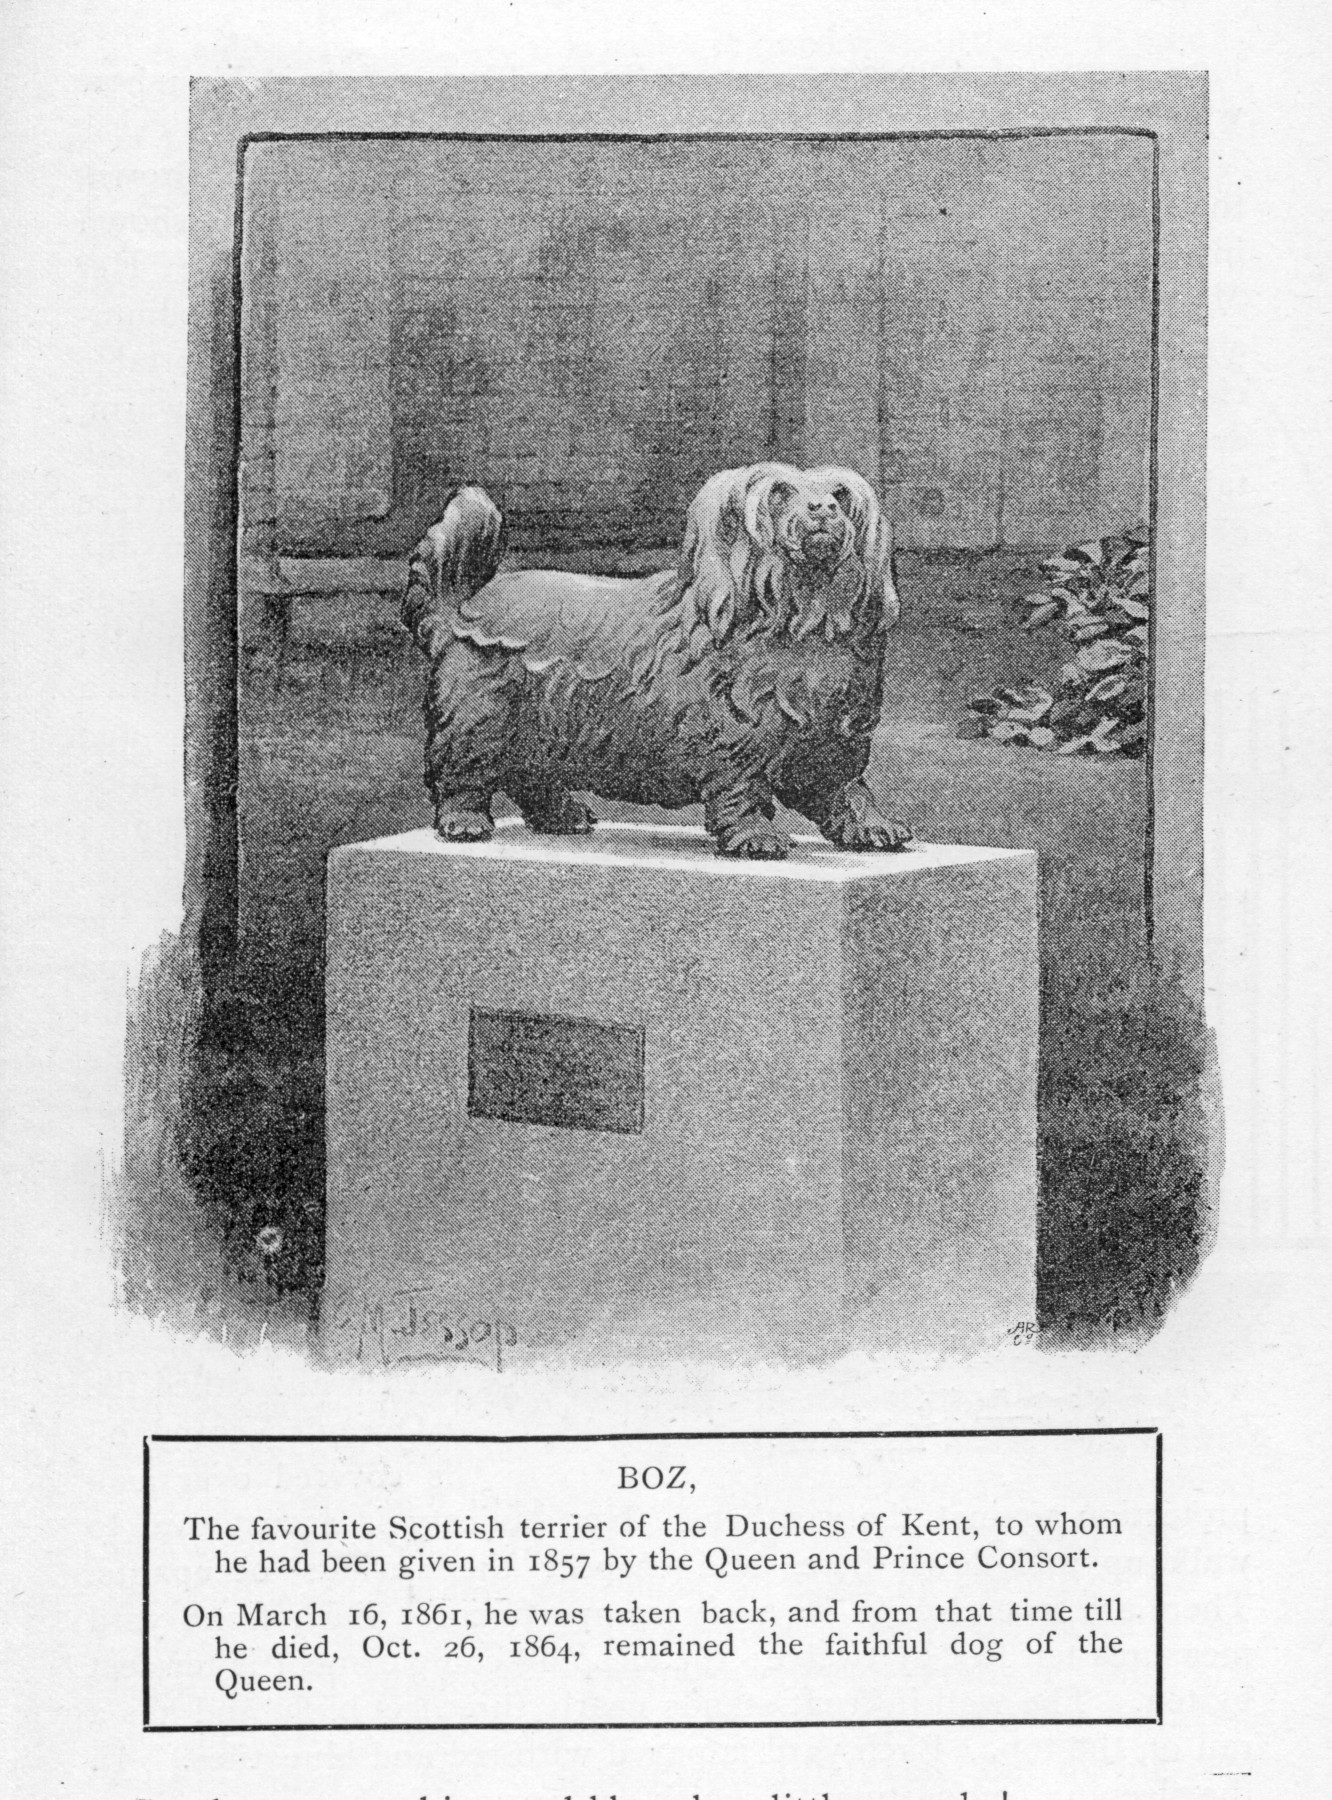 BOZ,
The favourite Scottish terrier of the Duchess of Kent, to whom
he had been given in 1857 by the Queen and Prince Consort.
On March 16, 1861, he was taken back, and from that time till
he died, Oct. 26, 1864, remained the faithful dog of the
Queen.